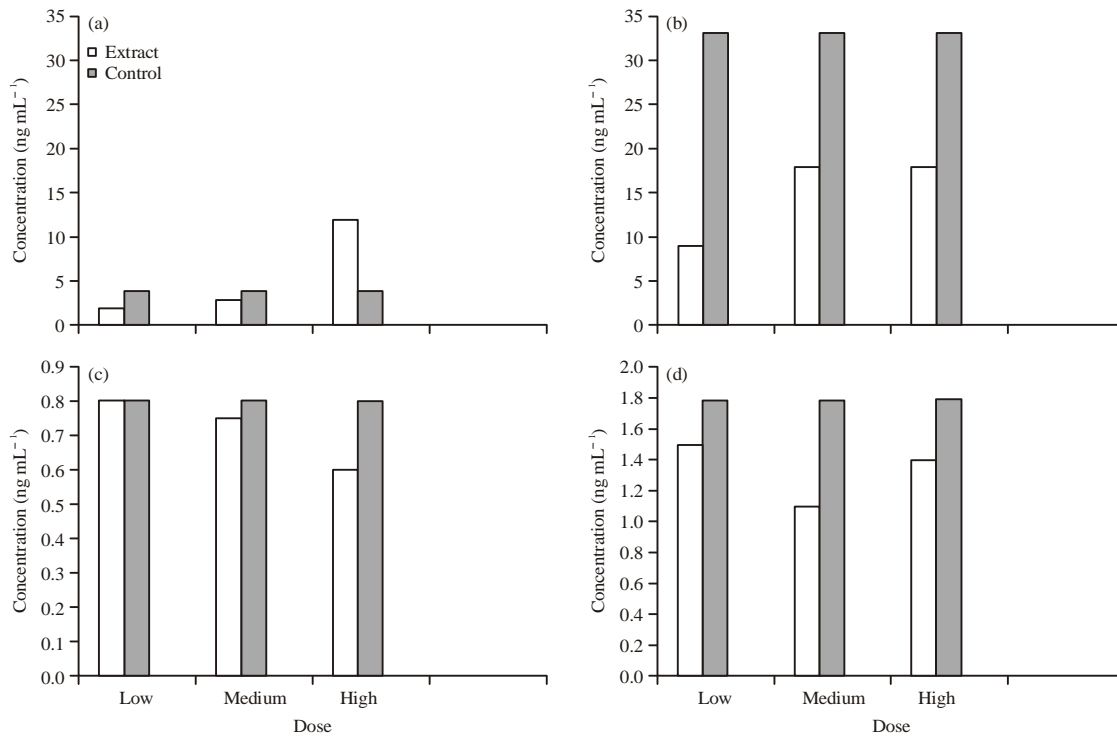 (a)
Extract
Control
35
30
25
20
15
10
5
0
Concentration (ng mL⁻¹)
(b)
35
30
25
20
15
10
5
0
Concentration (ng mL⁻¹)
(c)
0.9
0.8
0.7
0.6
0.5
0.4
0.3
0.2
0.1
0.0
Concentration (ng mL⁻¹)
Low Medium High
Dose
(d)
2.0
1.8
1.6
1.4
1.2
1.0
0.8
0.6
0.4
0.2
0.0
Concentration (ng mL⁻¹)
Low Medium High
Dose